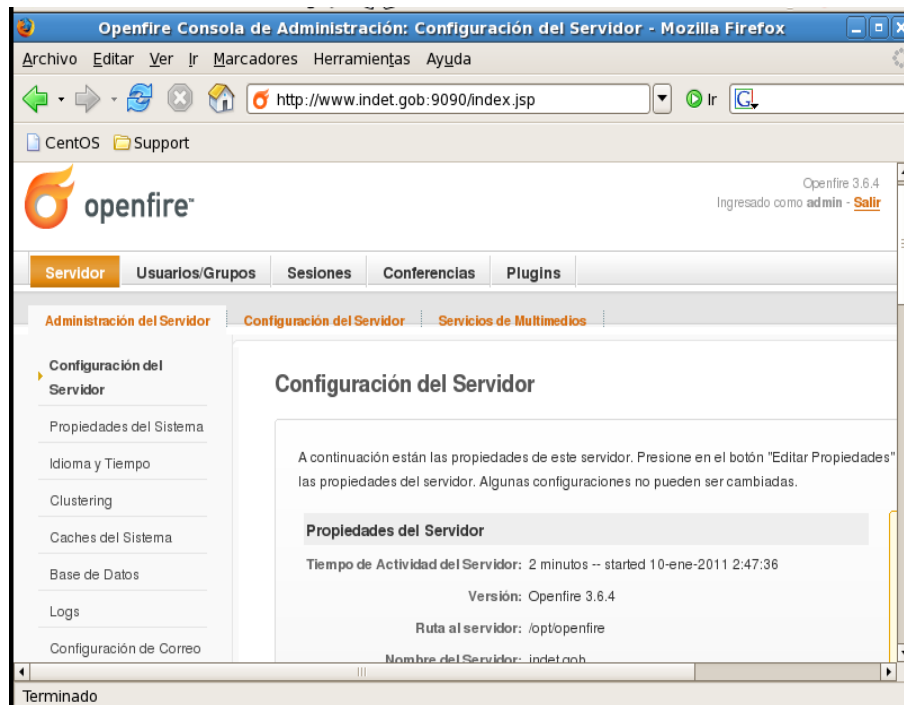 Openfire Consola de Administración: Configuración del Servidor - Mozilla Firefox
Archivo Editar Ver Ir Marcadores Herramientas Ayuda
http://www.indet.gob:9090/index.jsp Ir G
CentOS Support
openfire™
Openfire 3.6.4
Ingresado como admin - Salir
Servidor Usuarios/Grupos Sesiones Conferencias Plugins
Administración del Servidor Configuración del Servidor Servicios de Multimedios
Configuración del
Servidor
Propiedades del Sistema
Idioma y Tiempo
Clustering
Caches del Sistema
Base de Datos
Logs
Configuración de Correo
Configuración del Servidor
A continuación están las propiedades de este servidor. Presione en el botón "Editar Propiedades"
las propiedades del servidor. Algunas configuraciones no pueden ser cambiadas.
Propiedades del Servidor
Tiempo de Actividad del Servidor: 2 minutos -- started 10-ene-2011 2:47:36
Versión: Openfire 3.6.4
Ruta al servidor: /opt/openfire
Nombre del Servidor: indet.gob
Terminado